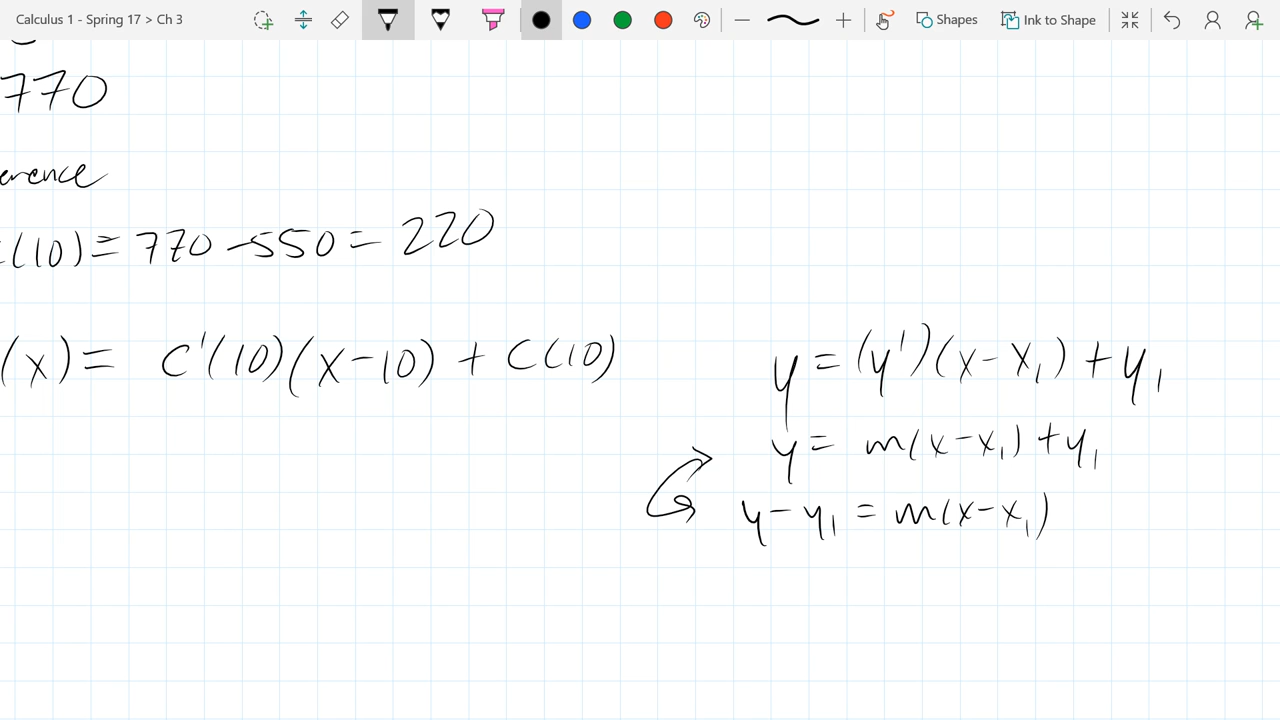 Calculus 1 - Spring 17 > Ch 3
Shapes
Ink to Shape
770
erence
(10) = 770 - 550 = 220
(x) = C'(10)(x-10) + C(10)
y = (y')(x - x₁) + y₁
y = m(x - x₁) + y₁
y - y₁ = m(x - x₁)